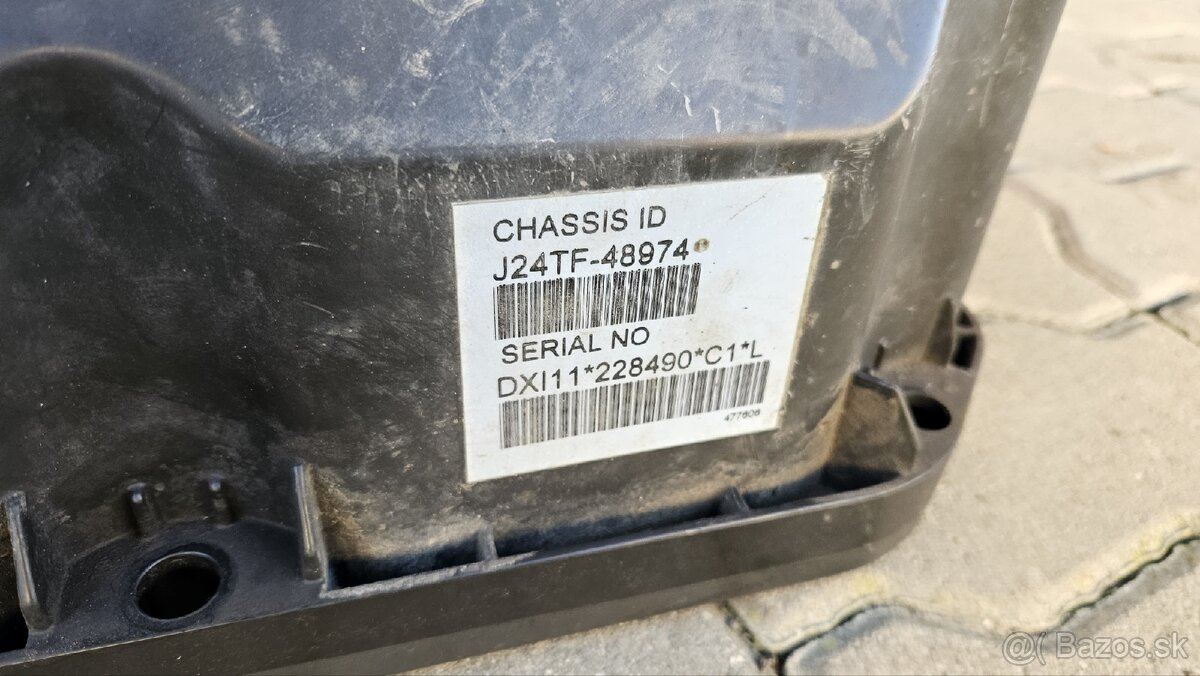 CHASSIS ID
J24TF-48974
SERIAL NO
DXI11*228490*C1*L
477606
@( Bazos.sk